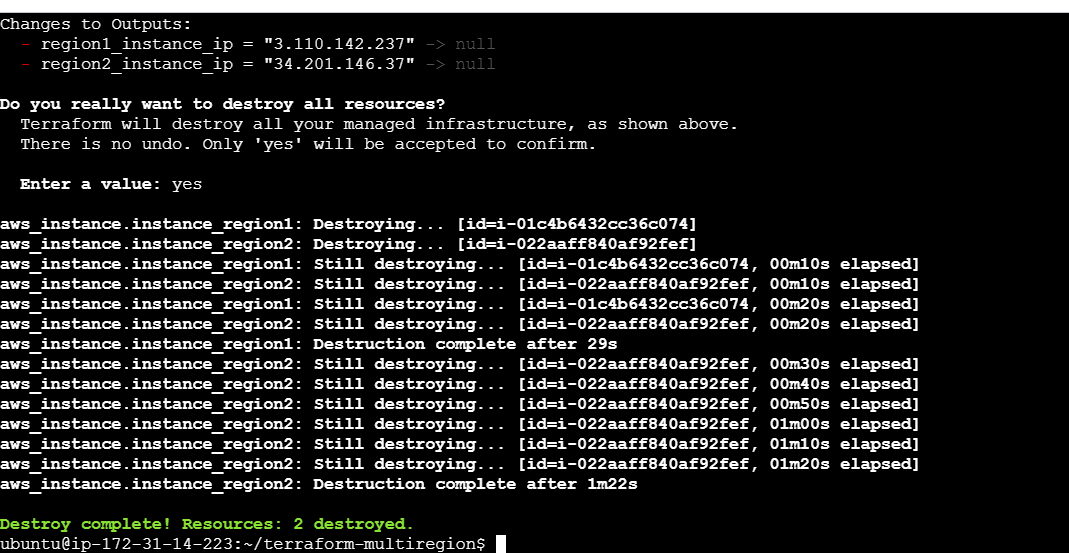 Changes to Outputs:
  - region1_instance_ip = "3.110.142.237" -> null
  - region2_instance_ip = "34.201.146.37" -> null

Do you really want to destroy all resources?
  Terraform will destroy all your managed infrastructure, as shown above.
  There is no undo. Only 'yes' will be accepted to confirm.

  Enter a value: yes

aws_instance.instance_region1: Destroying... [id=i-01c4b6432cc36c074]
aws_instance.instance_region2: Destroying... [id=i-022aaff840af92fef]
aws_instance.instance_region1: Still destroying... [id=i-01c4b6432cc36c074, 00m10s elapsed]
aws_instance.instance_region2: Still destroying... [id=i-022aaff840af92fef, 00m10s elapsed]
aws_instance.instance_region1: Still destroying... [id=i-01c4b6432cc36c074, 00m20s elapsed]
aws_instance.instance_region2: Still destroying... [id=i-022aaff840af92fef, 00m20s elapsed]
aws_instance.instance_region1: Destruction complete after 29s
aws_instance.instance_region2: Still destroying... [id=i-022aaff840af92fef, 00m30s elapsed]
aws_instance.instance_region2: Still destroying... [id=i-022aaff840af92fef, 00m40s elapsed]
aws_instance.instance_region2: Still destroying... [id=i-022aaff840af92fef, 00m50s elapsed]
aws_instance.instance_region2: Still destroying... [id=i-022aaff840af92fef, 01m00s elapsed]
aws_instance.instance_region2: Still destroying... [id=i-022aaff840af92fef, 01m10s elapsed]
aws_instance.instance_region2: Still destroying... [id=i-022aaff840af92fef, 01m20s elapsed]
aws_instance.instance_region2: Destruction complete after 1m22s

Destroy complete! Resources: 2 destroyed.
ubuntu@ip-172-31-14-223:~/terraform-multiregion$